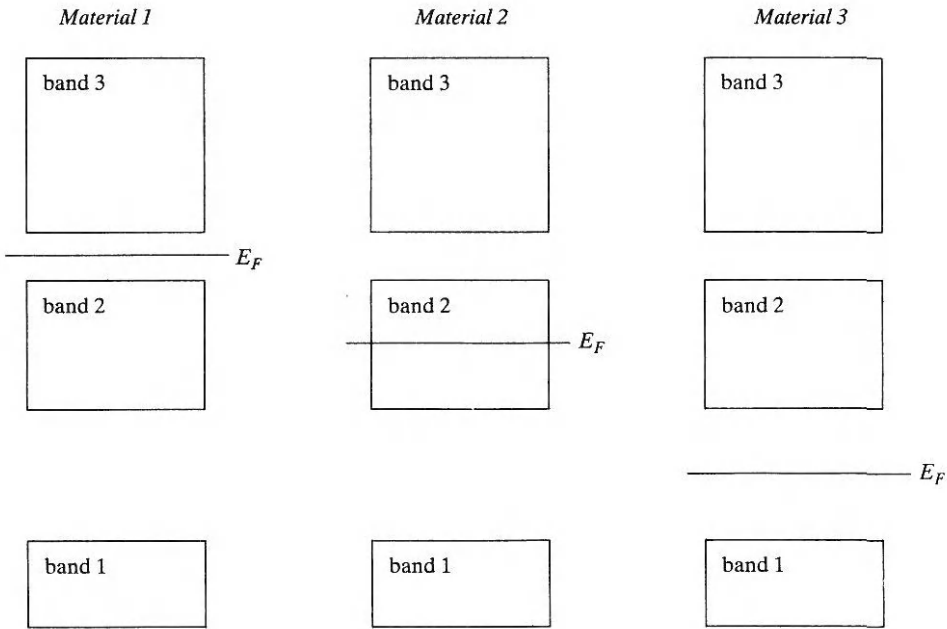 Material 1 Material 2 Material 3
band 3 band 3 band 3
E_F
band 2 band 2 band 2
E_F
E_F
band 1 band 1 band 1